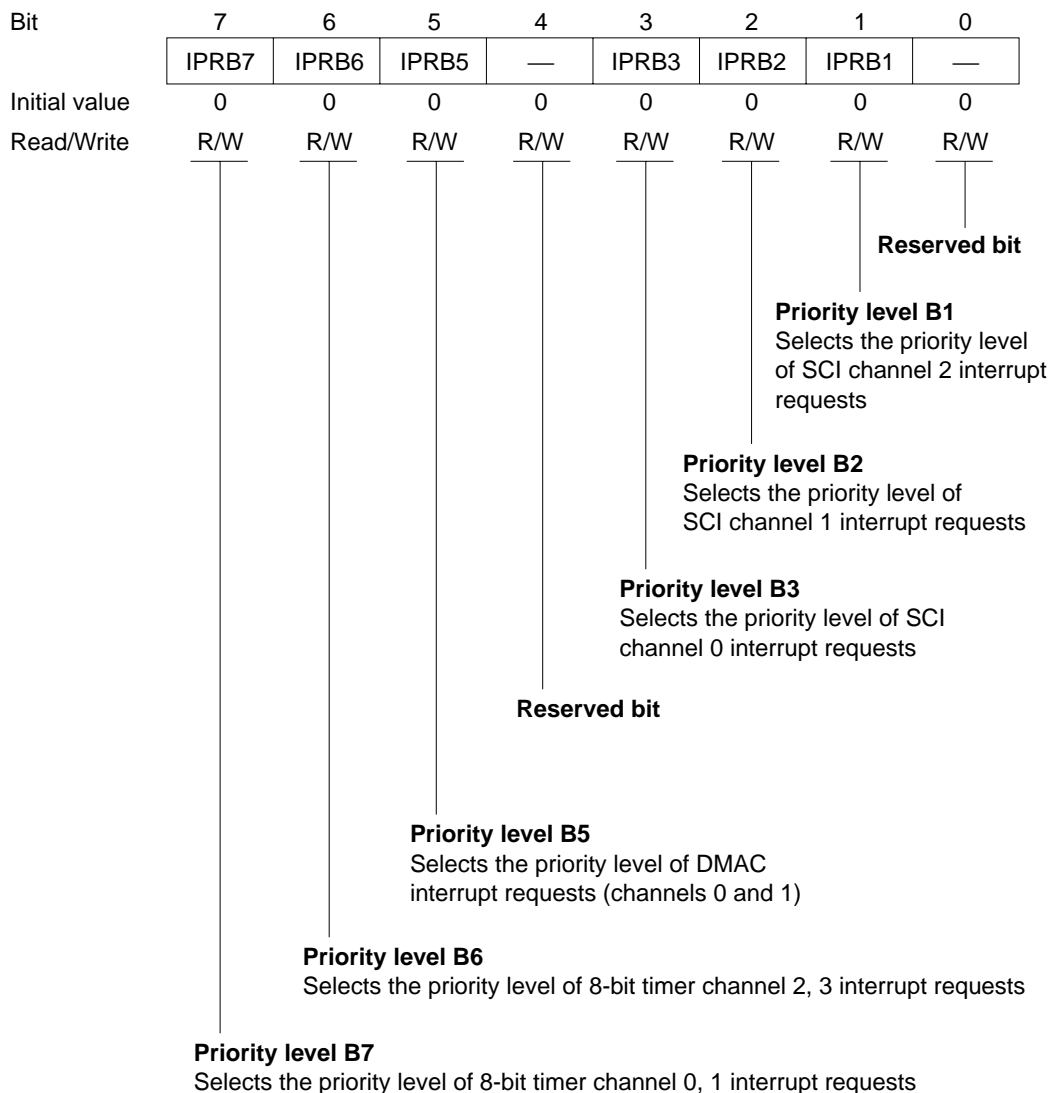 Bit 7 6 5 4 3 2 1 0
IPRB7 IPRB6 IPRB5 — IPRB3 IPRB2 IPRB1 —
Initial value 0 0 0 0 0 0 0 0
Read/Write R/W R/W R/W R/W R/W R/W R/W R/W
Reserved bit
Priority level B1
Selects the priority level
of SCI channel 2 interrupt
requests
Priority level B2
Selects the priority level of
SCI channel 1 interrupt requests
Priority level B3
Selects the priority level of SCI
channel 0 interrupt requests
Reserved bit
Priority level B5
Selects the priority level of DMAC
interrupt requests (channels 0 and 1)
Priority level B6
Selects the priority level of 8-bit timer channel 2, 3 interrupt requests
Priority level B7
Selects the priority level of 8-bit timer channel 0, 1 interrupt requests